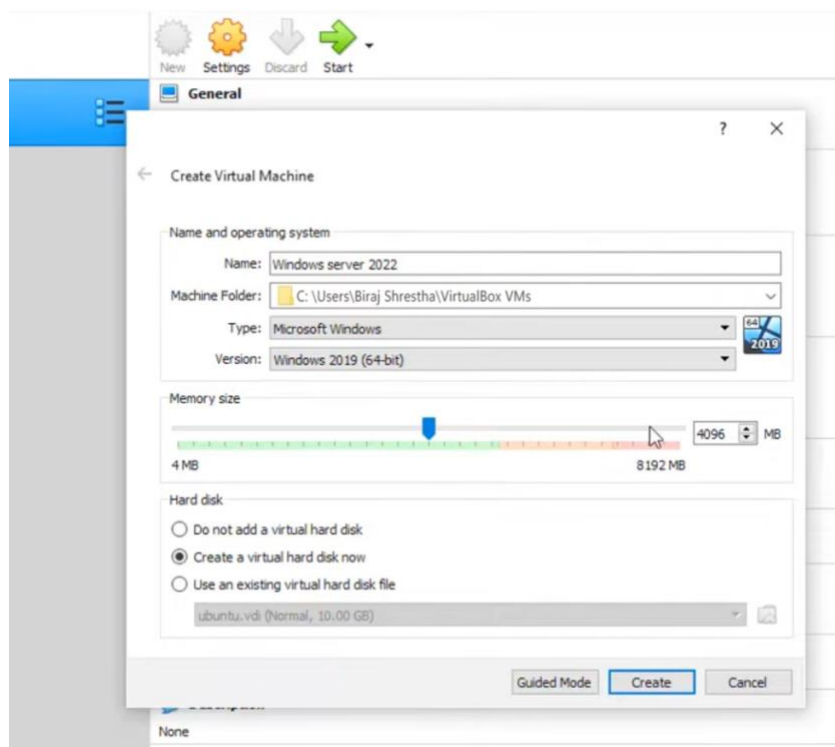 New Settings Discard Start
General
?
Create Virtual Machine
Name and operating system
Name: Windows server 2022
Machine Folder: C: \Users\Biraj Shrestha\VirtualBox VMs
Type: Microsoft Windows
64
2019
Version: Windows 2019 (64-bit)
Memory size
4096 MB
4 MB 8192 MB
Hard disk
Do not add a virtual hard disk
Create a virtual hard disk now
Use an existing virtual hard disk file
ubuntu.vdi (Normal, 10.00 GB)
Guided Mode Create Cancel
None